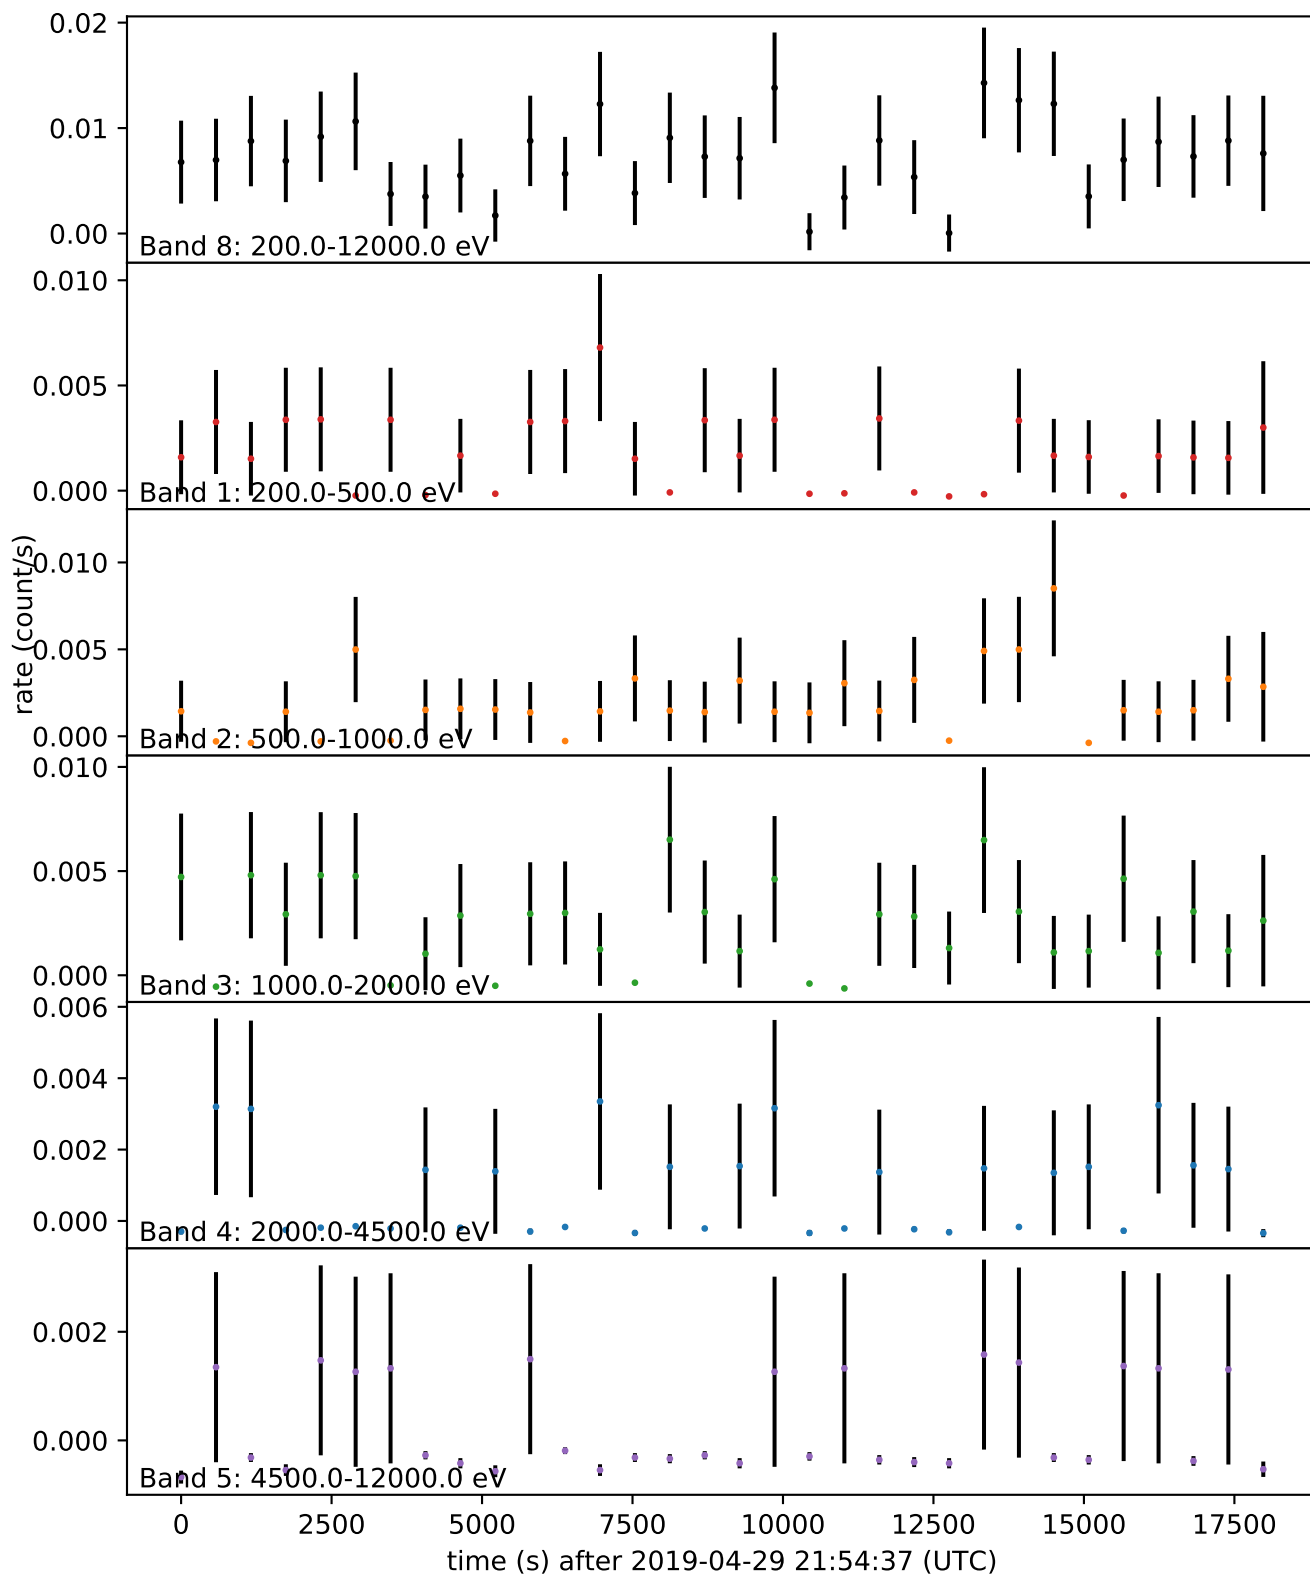 0.02
0.01
0.00
Band 8: 200.0-12000.0 eV
0.010
0.005
0.000
Band 1: 200.0-500.0 eV
rate (count/s)
0.010
0.005
0.000
Band 2: 500.0-1000.0 eV
0.010
0.005
0.000
Band 3: 1000.0-2000.0 eV
0.006
0.004
0.002
0.000
Band 4: 2000.0-4500.0 eV
0.002
0.000
Band 5: 4500.0-12000.0 eV
0 2500 5000 7500 10000 12500 15000 17500
time (s) after 2019-04-29 21:54:37 (UTC)